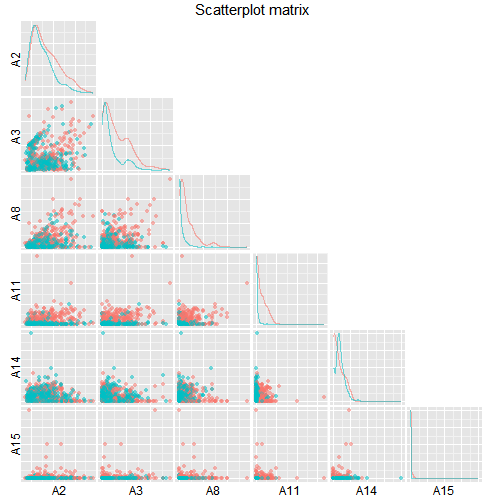 Scatterplot matrix
A2
A3
A8
A11
A14
A15
A2 A3 A8 A11 A14 A15